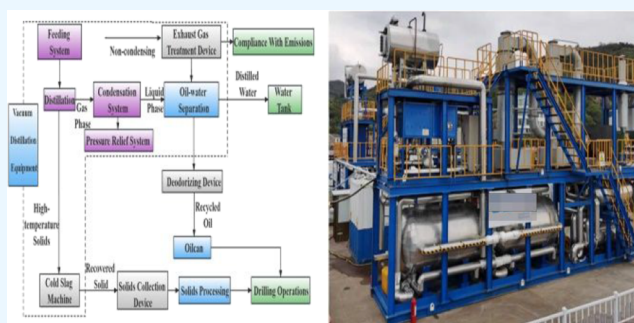 Feeding
System
Non-condensing
Exhaust Gas
Treatment Device
Compliance With Emissions
Distillation
Gas
Phase
Condensation
System
Liquid
Phase
Oil-water
Separation
Distilled
Water
Water
Tank
Vacuum
Distillation
Equipment
Pressure Relief System
Deodorizing Device
High-
temperature
Solids
Recycled
Oil
Oilcan
Cold Slag
Machine
Recovered
Solid
Solids Collection
Device
Solids Processing
Drilling Operations